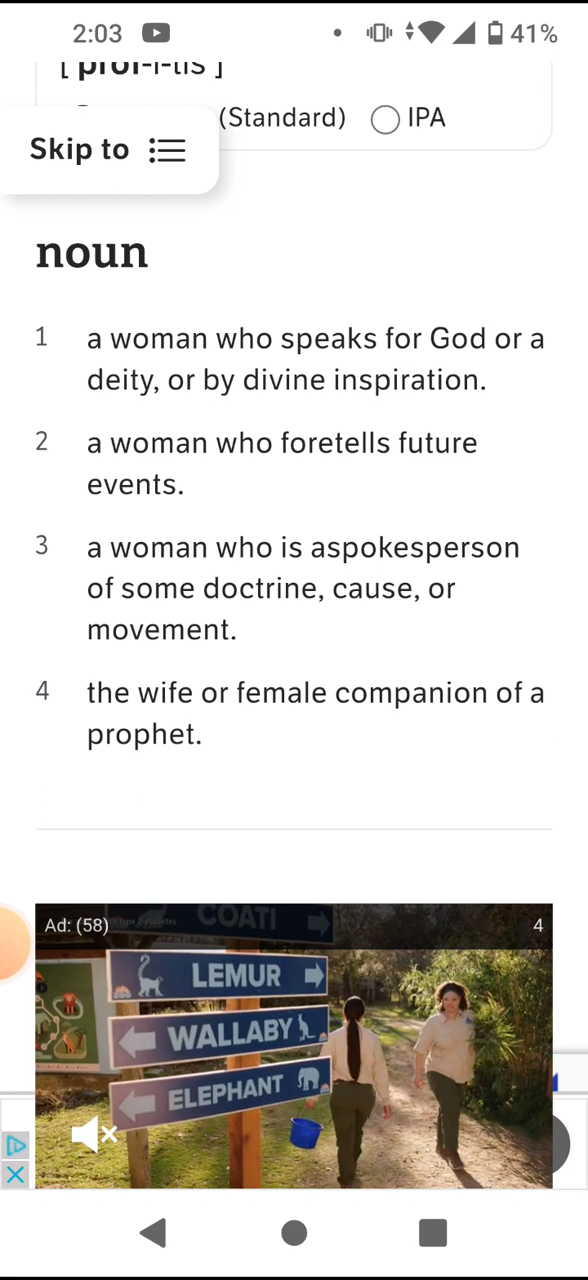 2:03
41%
[ prof-i-tis ]
(Standard) IPA
Skip to
noun
1 a woman who speaks for God or a
deity, or by divine inspiration.
2 a woman who foretells future
events.
3 a woman who is aspokesperson
of some doctrine, cause, or
movement.
4 the wife or female companion of a
prophet.
Ad: (58)
4
COATI
LEMUR
WALLABY
ELEPHANT